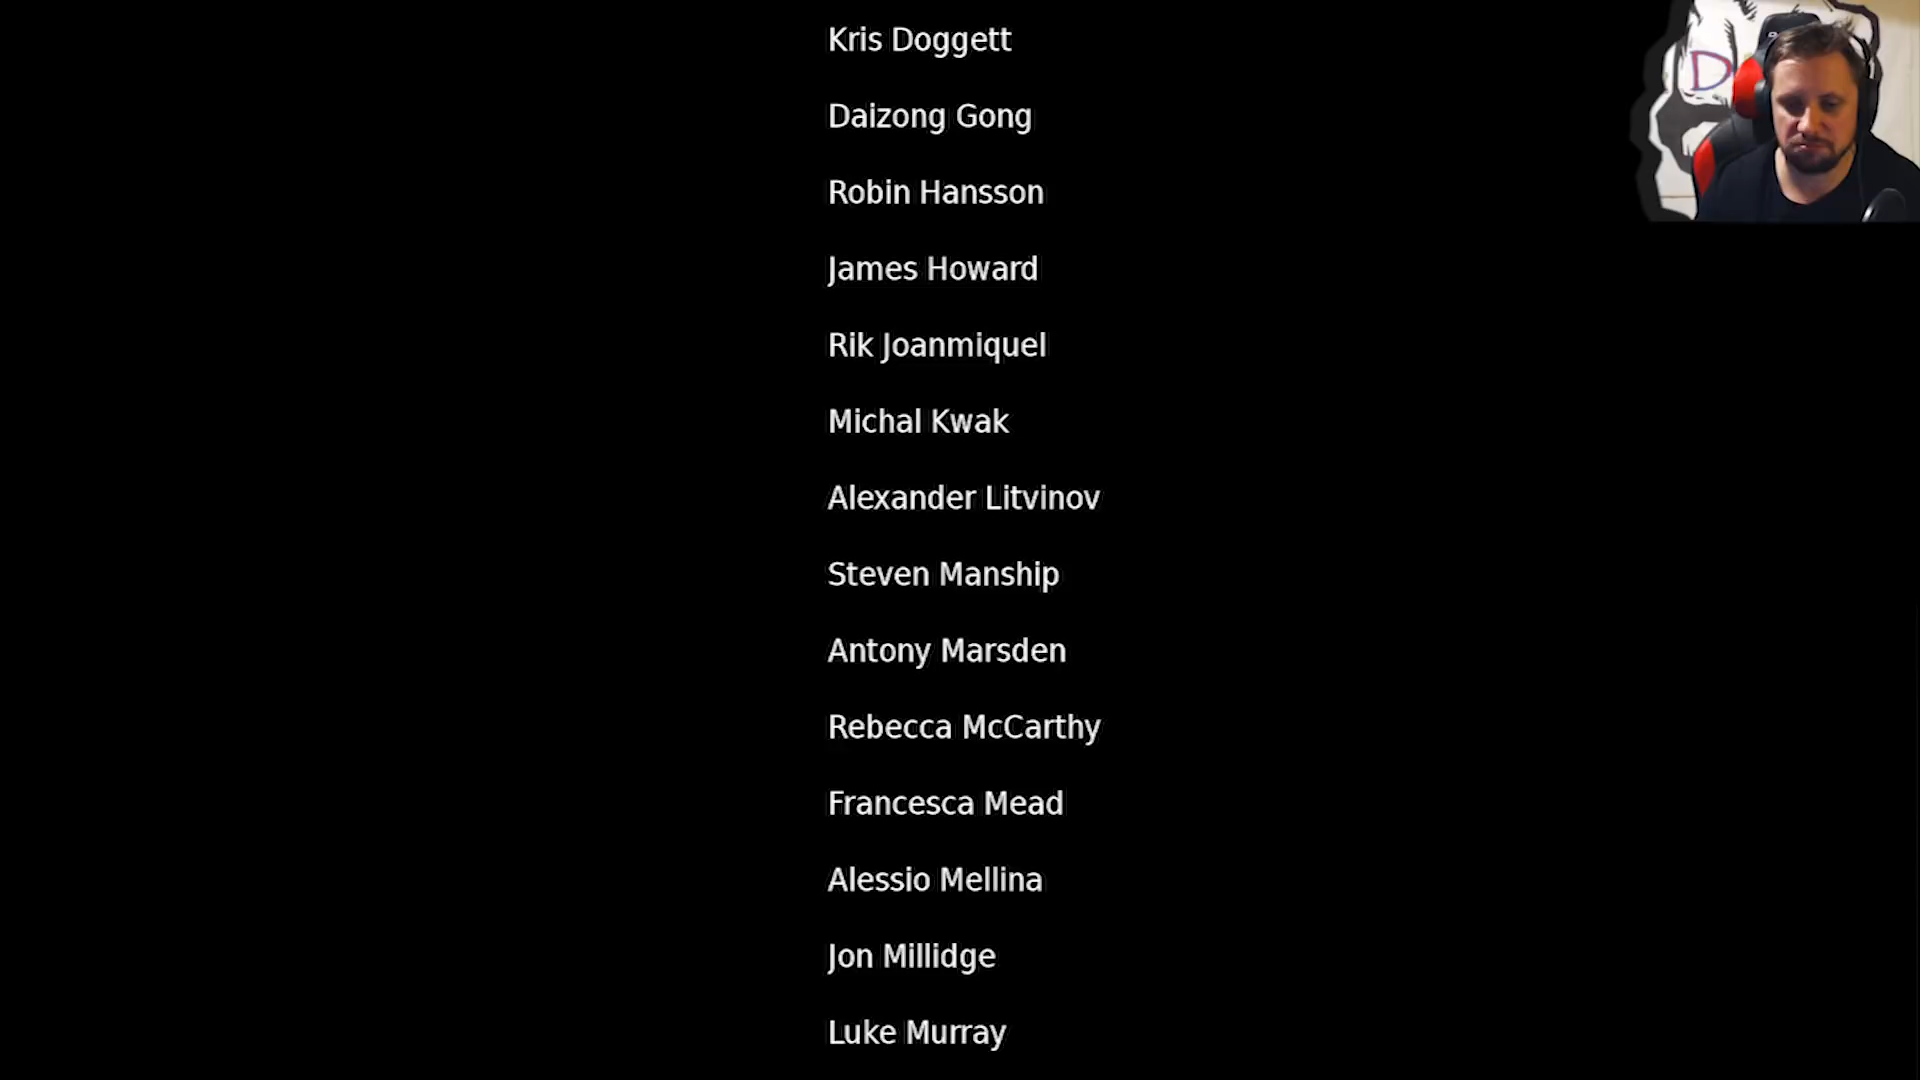 Kris Doggett
Daizong Gong
Robin Hansson
James Howard
Rik Joanmiquel
Michal Kwak
Alexander Litvinov
Steven Manship
Antony Marsden
Rebecca McCarthy
Francesca Mead
Alessio Mellina
Jon Millidge
Luke Murray
D